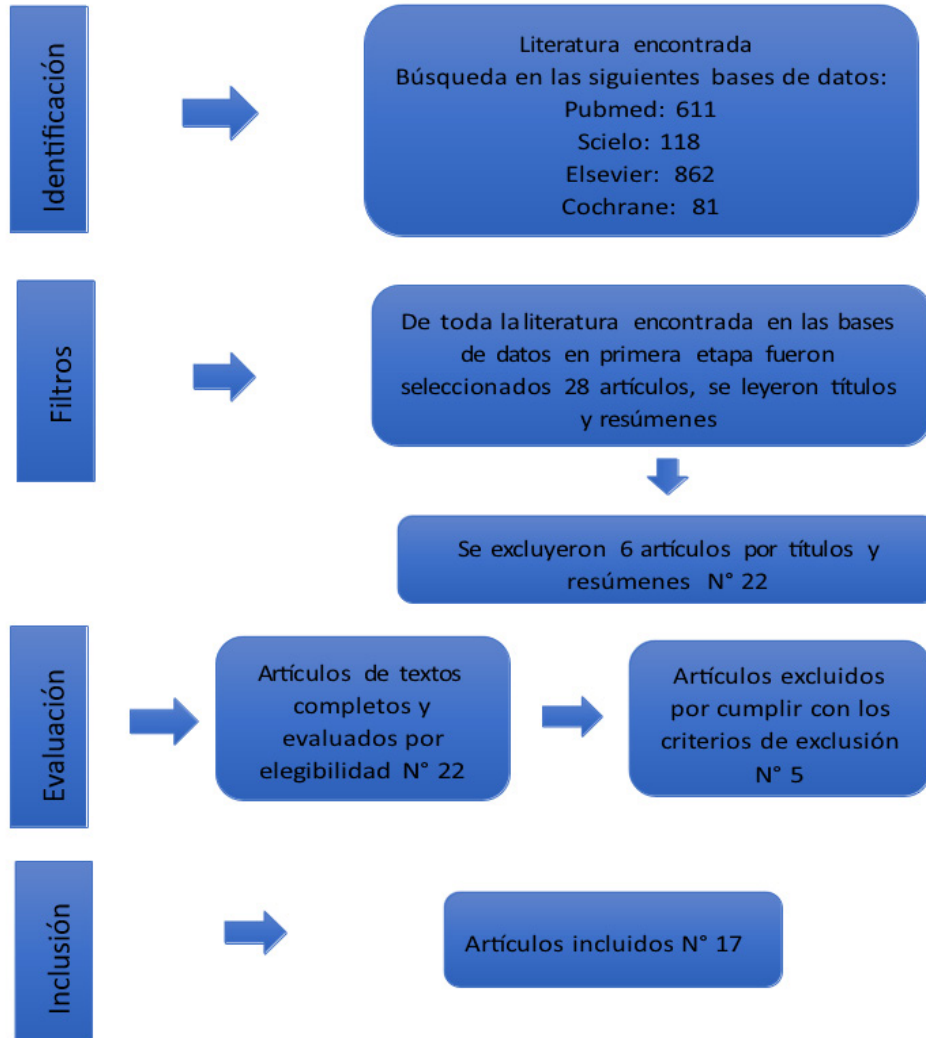 Identificación
Literatura encontrada
Búsqueda en las siguientes bases de datos:
Pubmed: 611
Scielo: 118
Elsevier: 862
Cochrane: 81
Filtros
De toda la literatura encontrada en las bases
de datos en primera etapa fueron
seleccionados 28 artículos, se leyeron títulos
y resúmenes
Se excluyeron 6 artículos por títulos y
resúmenes N° 22
Evaluación
Artículos de textos
completos y
evaluados por
elegibilidad N° 22
Artículos excluidos
por cumplir con los
criterios de exclusión
N° 5
Inclusión
Artículos incluidos N° 17